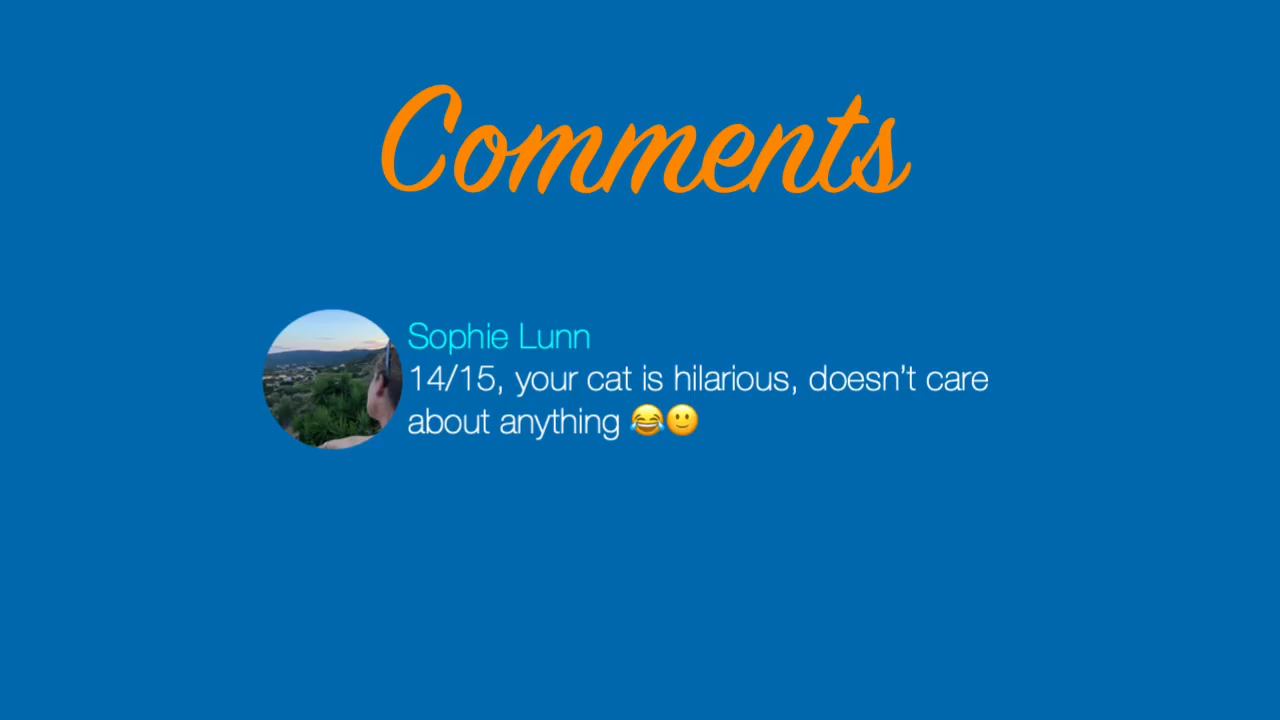 Comments
Sophie Lunn
14/15, your cat is hilarious, doesn’t care
about anything 😂🙂